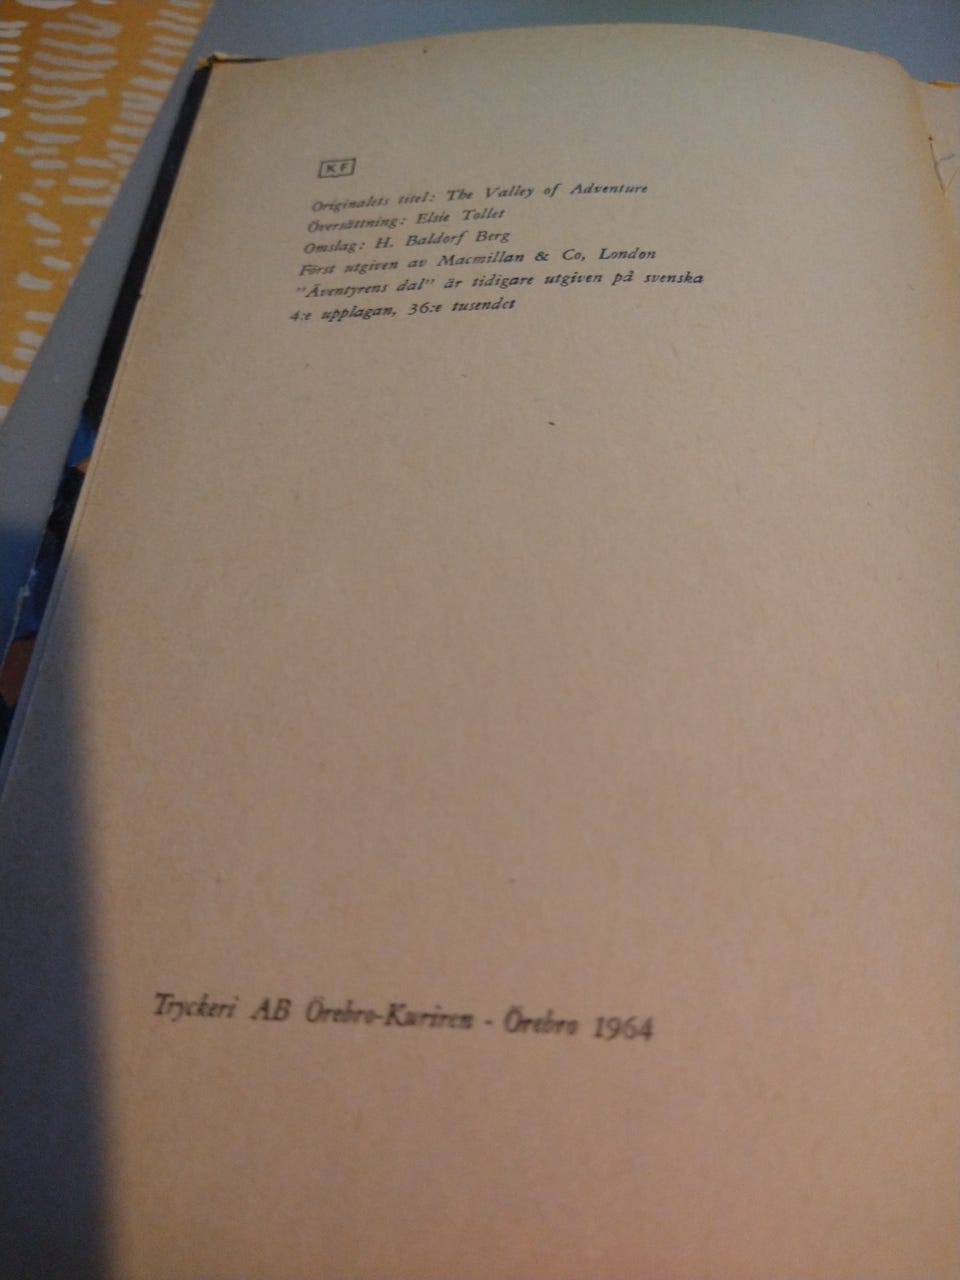 KF
Originalets titel: The Valley of Adventure
Översättning: Elsie Tollet
Omslag: H. Baldorf Berg
Först utgiven av Macmillan & Co, London
"Äventyrens dal" är tidigare utgiven på svenska
4:e upplagan, 36:e tusendet
Tryckeri AB Örebro-Kuriren - Örebro 1964